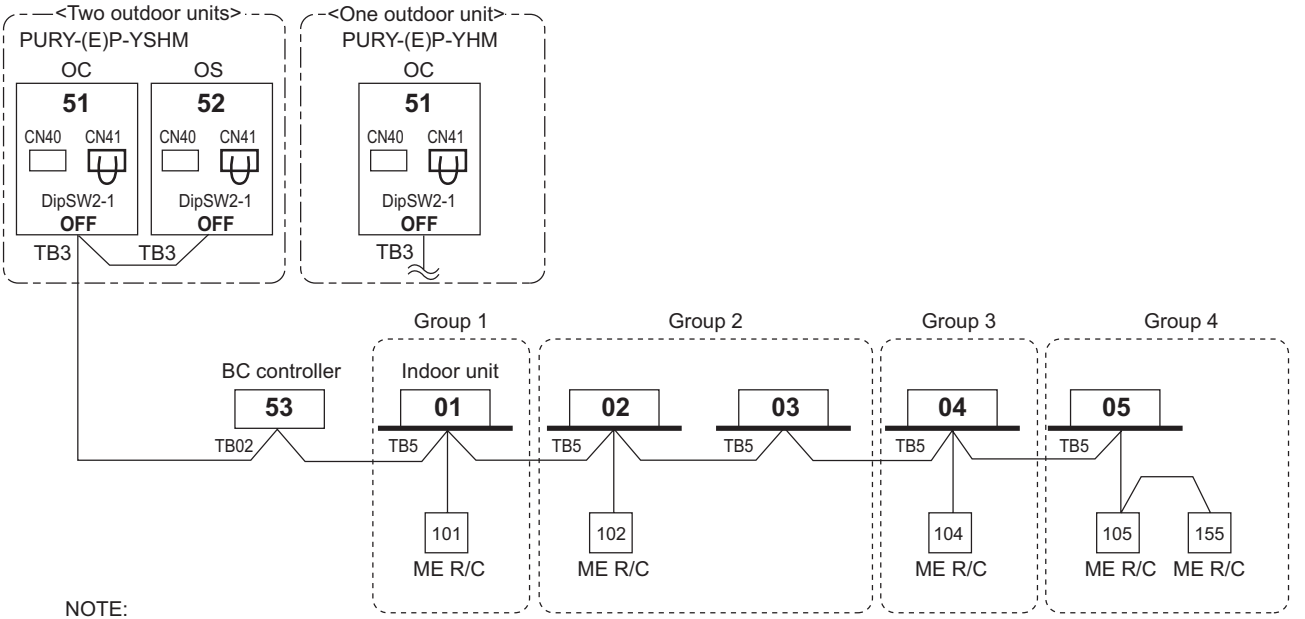 <Two outdoor units> <One outdoor unit>
PURY-(E)P-YSHM PURY-(E)P-YHM
OC OS OC
51 52 51
CN40 CN41 CN40 CN41 CN40 CN41
DipSW2-1 DipSW2-1 DipSW2-1
OFF OFF OFF
TB3 TB3 TB3
Group 1 Group 2 Group 3 Group 4
BC controller Indoor unit
53 01 02 03 04 05
TB02 TB5 TB5 TB5 TB5 TB5
101 102 104 105 155
ME R/C ME R/C ME R/C ME R/C ME R/C
NOTE: